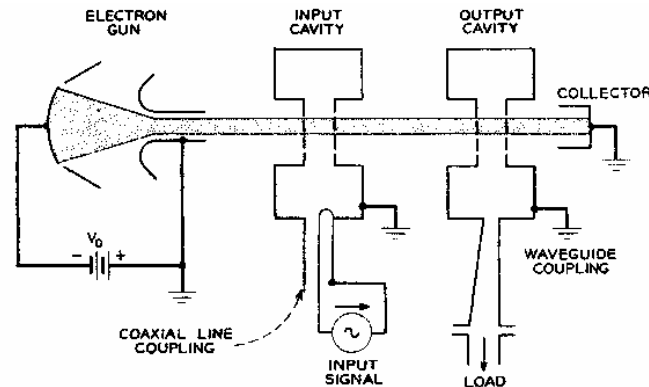 ELECTRON
GUN
INPUT
CAVITY
OUTPUT
CAVITY
COLLECTOR
V₀
− +
WAVEGUIDE
COUPLING
COAXIAL LINE
COUPLING
INPUT
SIGNAL
LOAD